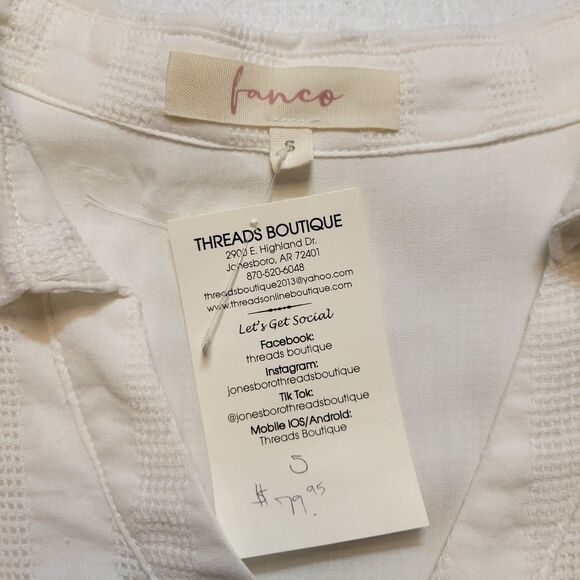 fanco
S
THREADS BOUTIQUE
2900 E. Highland Dr.
Jonesboro, AR 72401
870-520-6048
threadsboutique2013@yahoo.com
www.threadsonlineboutique.com
Let's Get Social
Facebook:
threads boutique
Instagram:
jonesborothreadsboutique
Tik Tok:
@jonesborothreadsboutique
Mobile IOS/Android:
Threads Boutique
S
$79.95